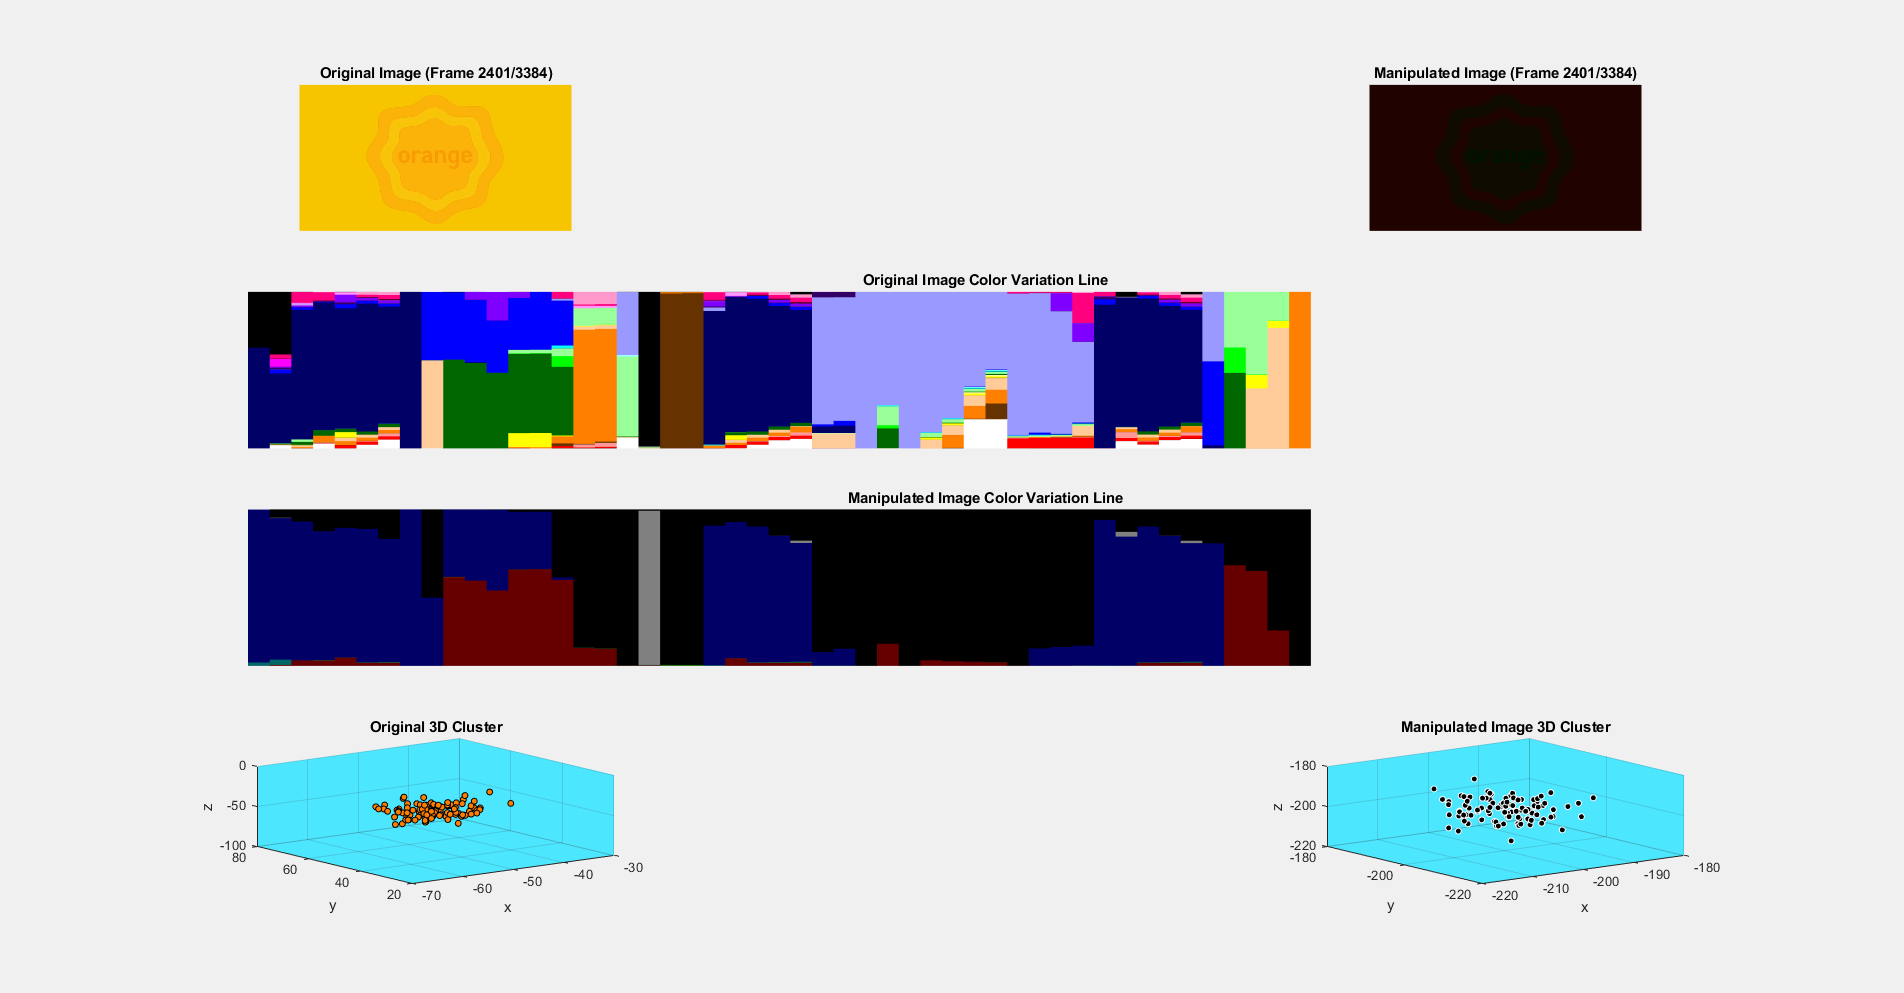 Original Image (Frame 2401/3384)
Manipulated Image (Frame 2401/3384)
orange
Original Image Color Variation Line
Manipulated Image Color Variation Line
Original 3D Cluster
0
-50
-100
z
80
60
40
20
y
-70
-60
-50
-40
-30
x
Manipulated Image 3D Cluster
-180
-200
-220
z
-180
-200
-220
y
-220
-210
-200
-190
-180
x